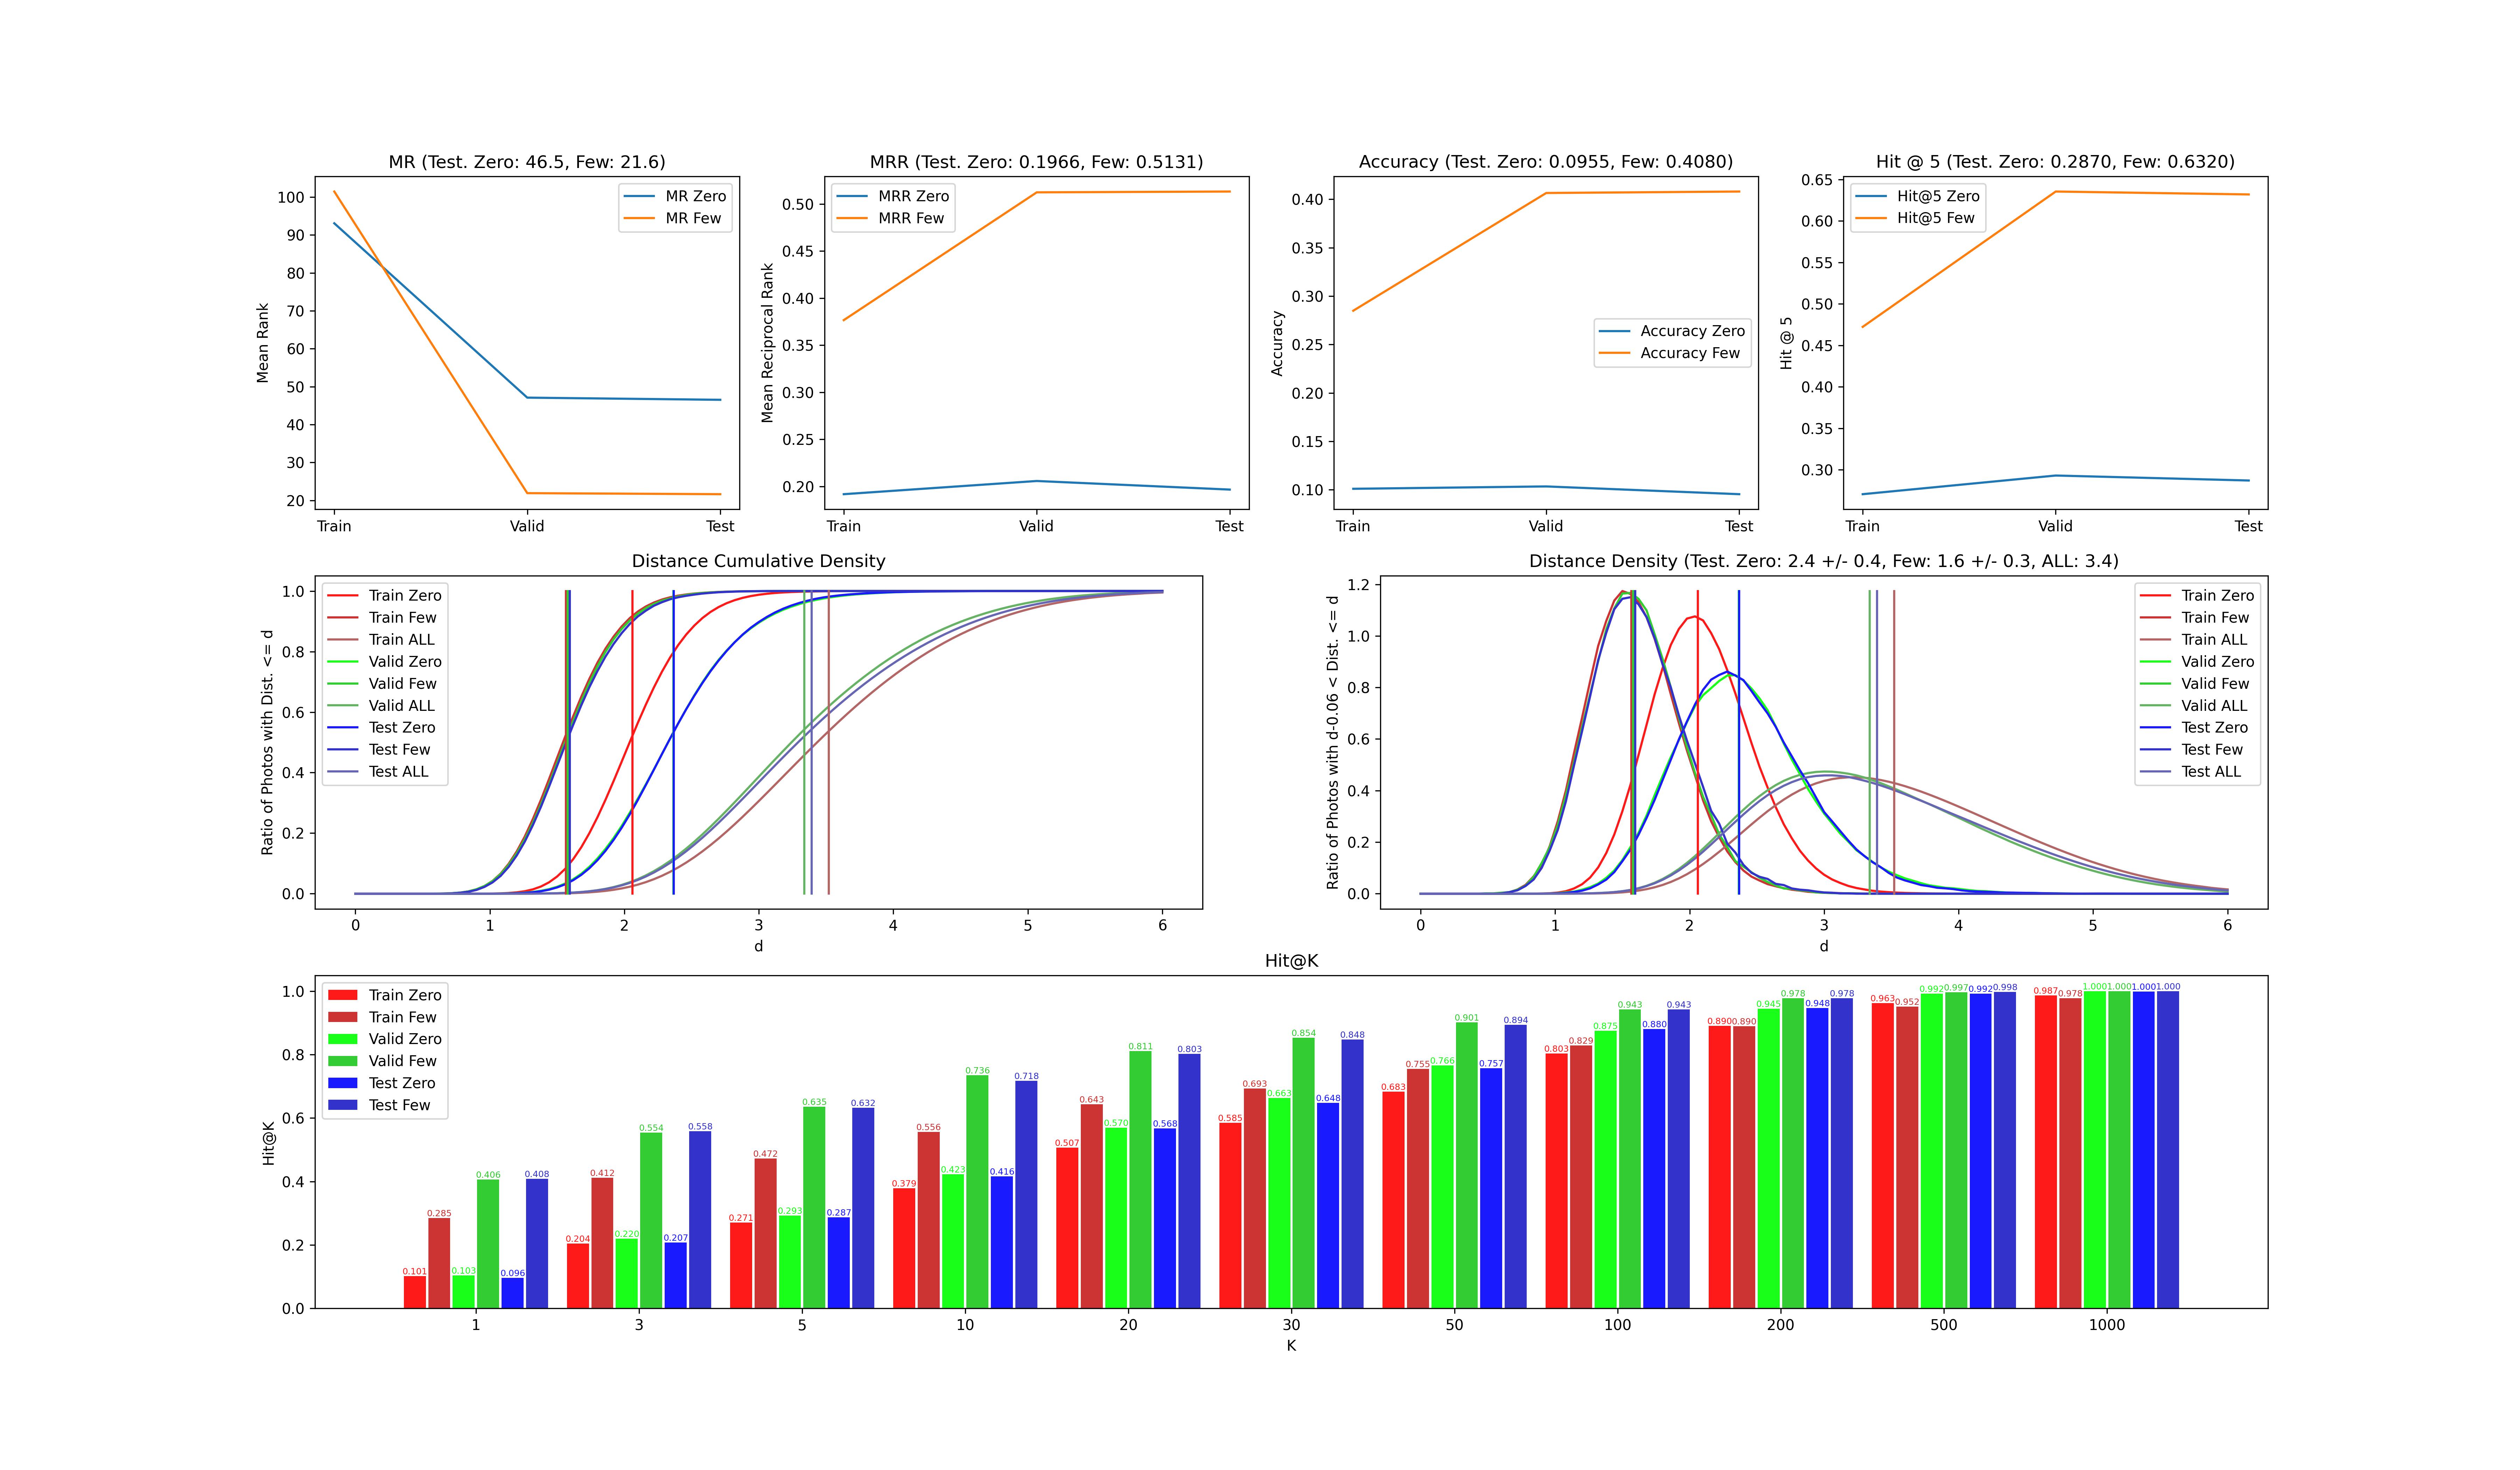 MR (Test. Zero: 46.5, Few: 21.6)
Mean Rank
100
90
80
70
60
50
40
30
20
Train Valid Test
MR Zero
MR Few
MRR (Test. Zero: 0.1966, Few: 0.5131)
Mean Reciprocal Rank
0.50
0.45
0.40
0.35
0.30
0.25
0.20
Train Valid Test
MRR Zero
MRR Few
Accuracy (Test. Zero: 0.0955, Few: 0.4080)
Accuracy
0.40
0.35
0.30
0.25
0.20
0.15
0.10
Train Valid Test
Accuracy Zero
Accuracy Few
Hit @ 5 (Test. Zero: 0.2870, Few: 0.6320)
Hit @ 5
0.65
0.60
0.55
0.50
0.45
0.40
0.35
0.30
Train Valid Test
Hit@5 Zero
Hit@5 Few
Distance Cumulative Density
Ratio of Photos with Dist. <= d
1.0
0.8
0.6
0.4
0.2
0.0
0 1 2 3 4 5 6
d
Train Zero
Train Few
Train ALL
Valid Zero
Valid Few
Valid ALL
Test Zero
Test Few
Test ALL
Distance Density (Test. Zero: 2.4 +/- 0.4, Few: 1.6 +/- 0.3, ALL: 3.4)
Ratio of Photos with d-0.06 < Dist. <= d
1.2
1.0
0.8
0.6
0.4
0.2
0.0
0 1 2 3 4 5 6
d
Train Zero
Train Few
Train ALL
Valid Zero
Valid Few
Valid ALL
Test Zero
Test Few
Test ALL
Hit@K
Hit@K
1.0
0.8
0.6
0.4
0.2
0.0
Train Zero
Train Few
Valid Zero
Valid Few
Test Zero
Test Few
0.101 0.285 0.103 0.406 0.096 0.408
0.204 0.412 0.220 0.554 0.207 0.558
0.271 0.472 0.293 0.635 0.287 0.632
0.379 0.556 0.423 0.736 0.416 0.718
0.507 0.643 0.570 0.811 0.568 0.803
0.585 0.693 0.663 0.854 0.648 0.848
0.683 0.755 0.766 0.901 0.757 0.894
0.803 0.829 0.875 0.943 0.880 0.943
0.890 0.890 0.945 0.978 0.948 0.978
0.963 0.952 0.992 0.997 0.992 0.998
0.987 0.978 1.000 1.000 1.000 1.000
1 3 5 10 20 30 50 100 200 500 1000
K